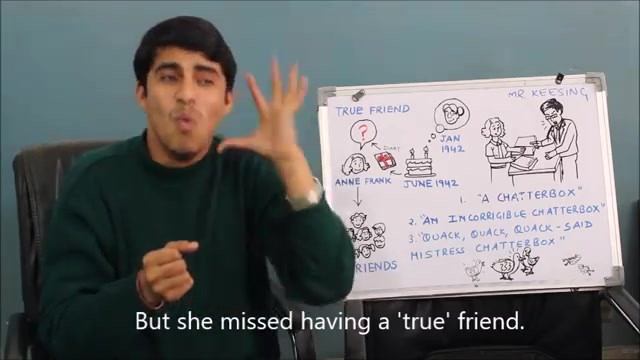 TRUE FRIEND
MR KEESING
?
DIARY
JAN
1942
ANNE FRANK
JUNE 1942
1. "A CHATTERBOX"
2. "AN INCORRIGIBLE CHATTERBOX"
3. "QUACK, QUACK, QUACK - SAID
MISTRESS CHATTERBOX"
FRIENDS
But she missed having a 'true' friend.